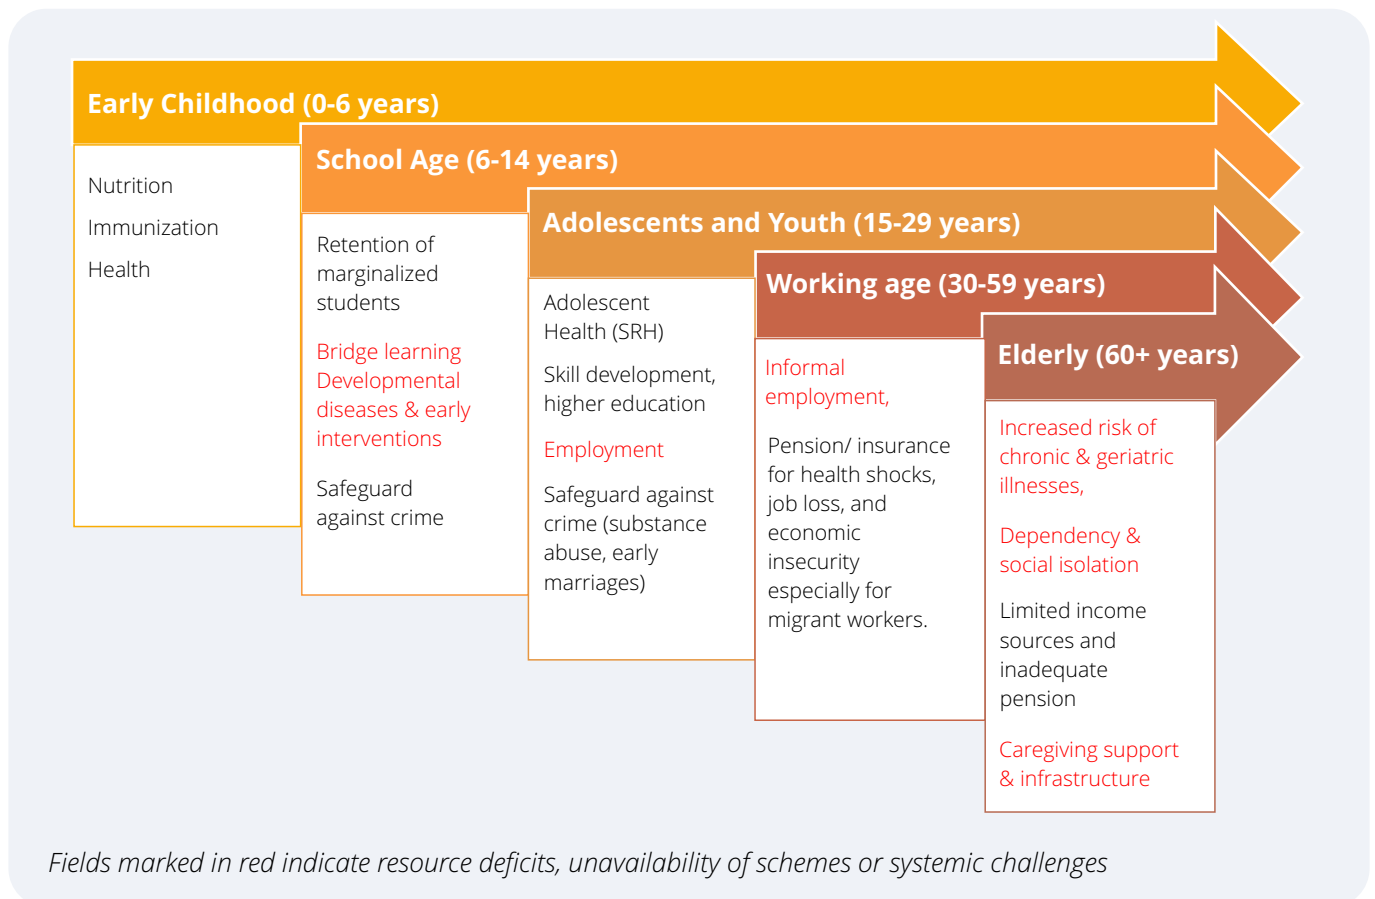 Early Childhood (0-6 years)
Nutrition
Immunization
Health
School Age (6-14 years)
Retention of
marginalized
students
Bridge learning
Developmental
diseases & early
interventions
Safeguard
against crime
Adolescents and Youth (15-29 years)
Adolescent
Health (SRH)
Skill development,
higher education
Employment
Safeguard against
crime (substance
abuse, early
marriages)
Working age (30-59 years)
Informal
employment,
Pension/ insurance
for health shocks,
job loss, and
economic
insecurity
especially for
migrant workers.
Elderly (60+ years)
Increased risk of
chronic & geriatric
illnesses,
Dependency &
social isolation
Limited income
sources and
inadequate
pension
Caregiving support
& infrastructure
Fields marked in red indicate resource deficits, unavailability of schemes or systemic challenges